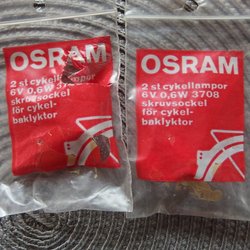 OSRAM
2 st cykellampor
6V 0,6W
skruvsockel
för cykel-
baklyktor
OSRAM
2 st cykellampor
6V 0,6W 3708
skruvsockel
för cykel-
baklyktor